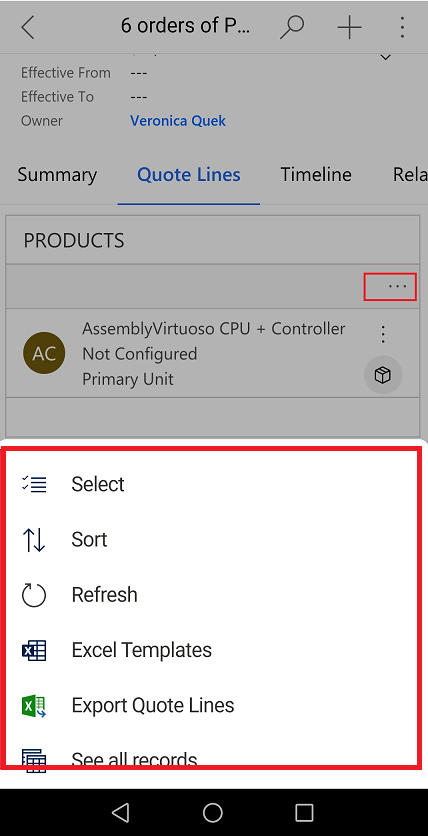 6 orders of P...
Effective From ---
Effective To ---
Owner Veronica Quek
Summary Quote Lines Timeline Rela
PRODUCTS
AssemblyVirtuoso CPU + Controller
AC Not Configured
Primary Unit
Select
Sort
Refresh
Excel Templates
Export Quote Lines
See all records